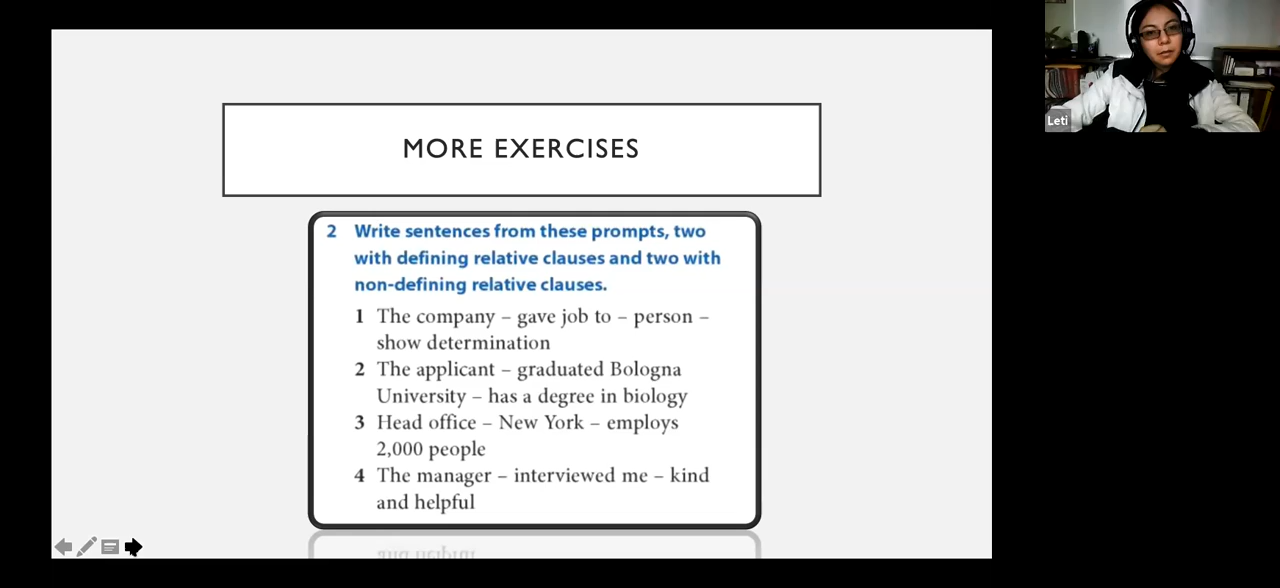 MORE EXERCISES
2 Write sentences from these prompts, two
with defining relative clauses and two with
non-defining relative clauses.
1 The company – gave job to – person –
show determination
2 The applicant – graduated Bologna
University – has a degree in biology
3 Head office – New York – employs
2,000 people
4 The manager – interviewed me – kind
and helpful
Leti